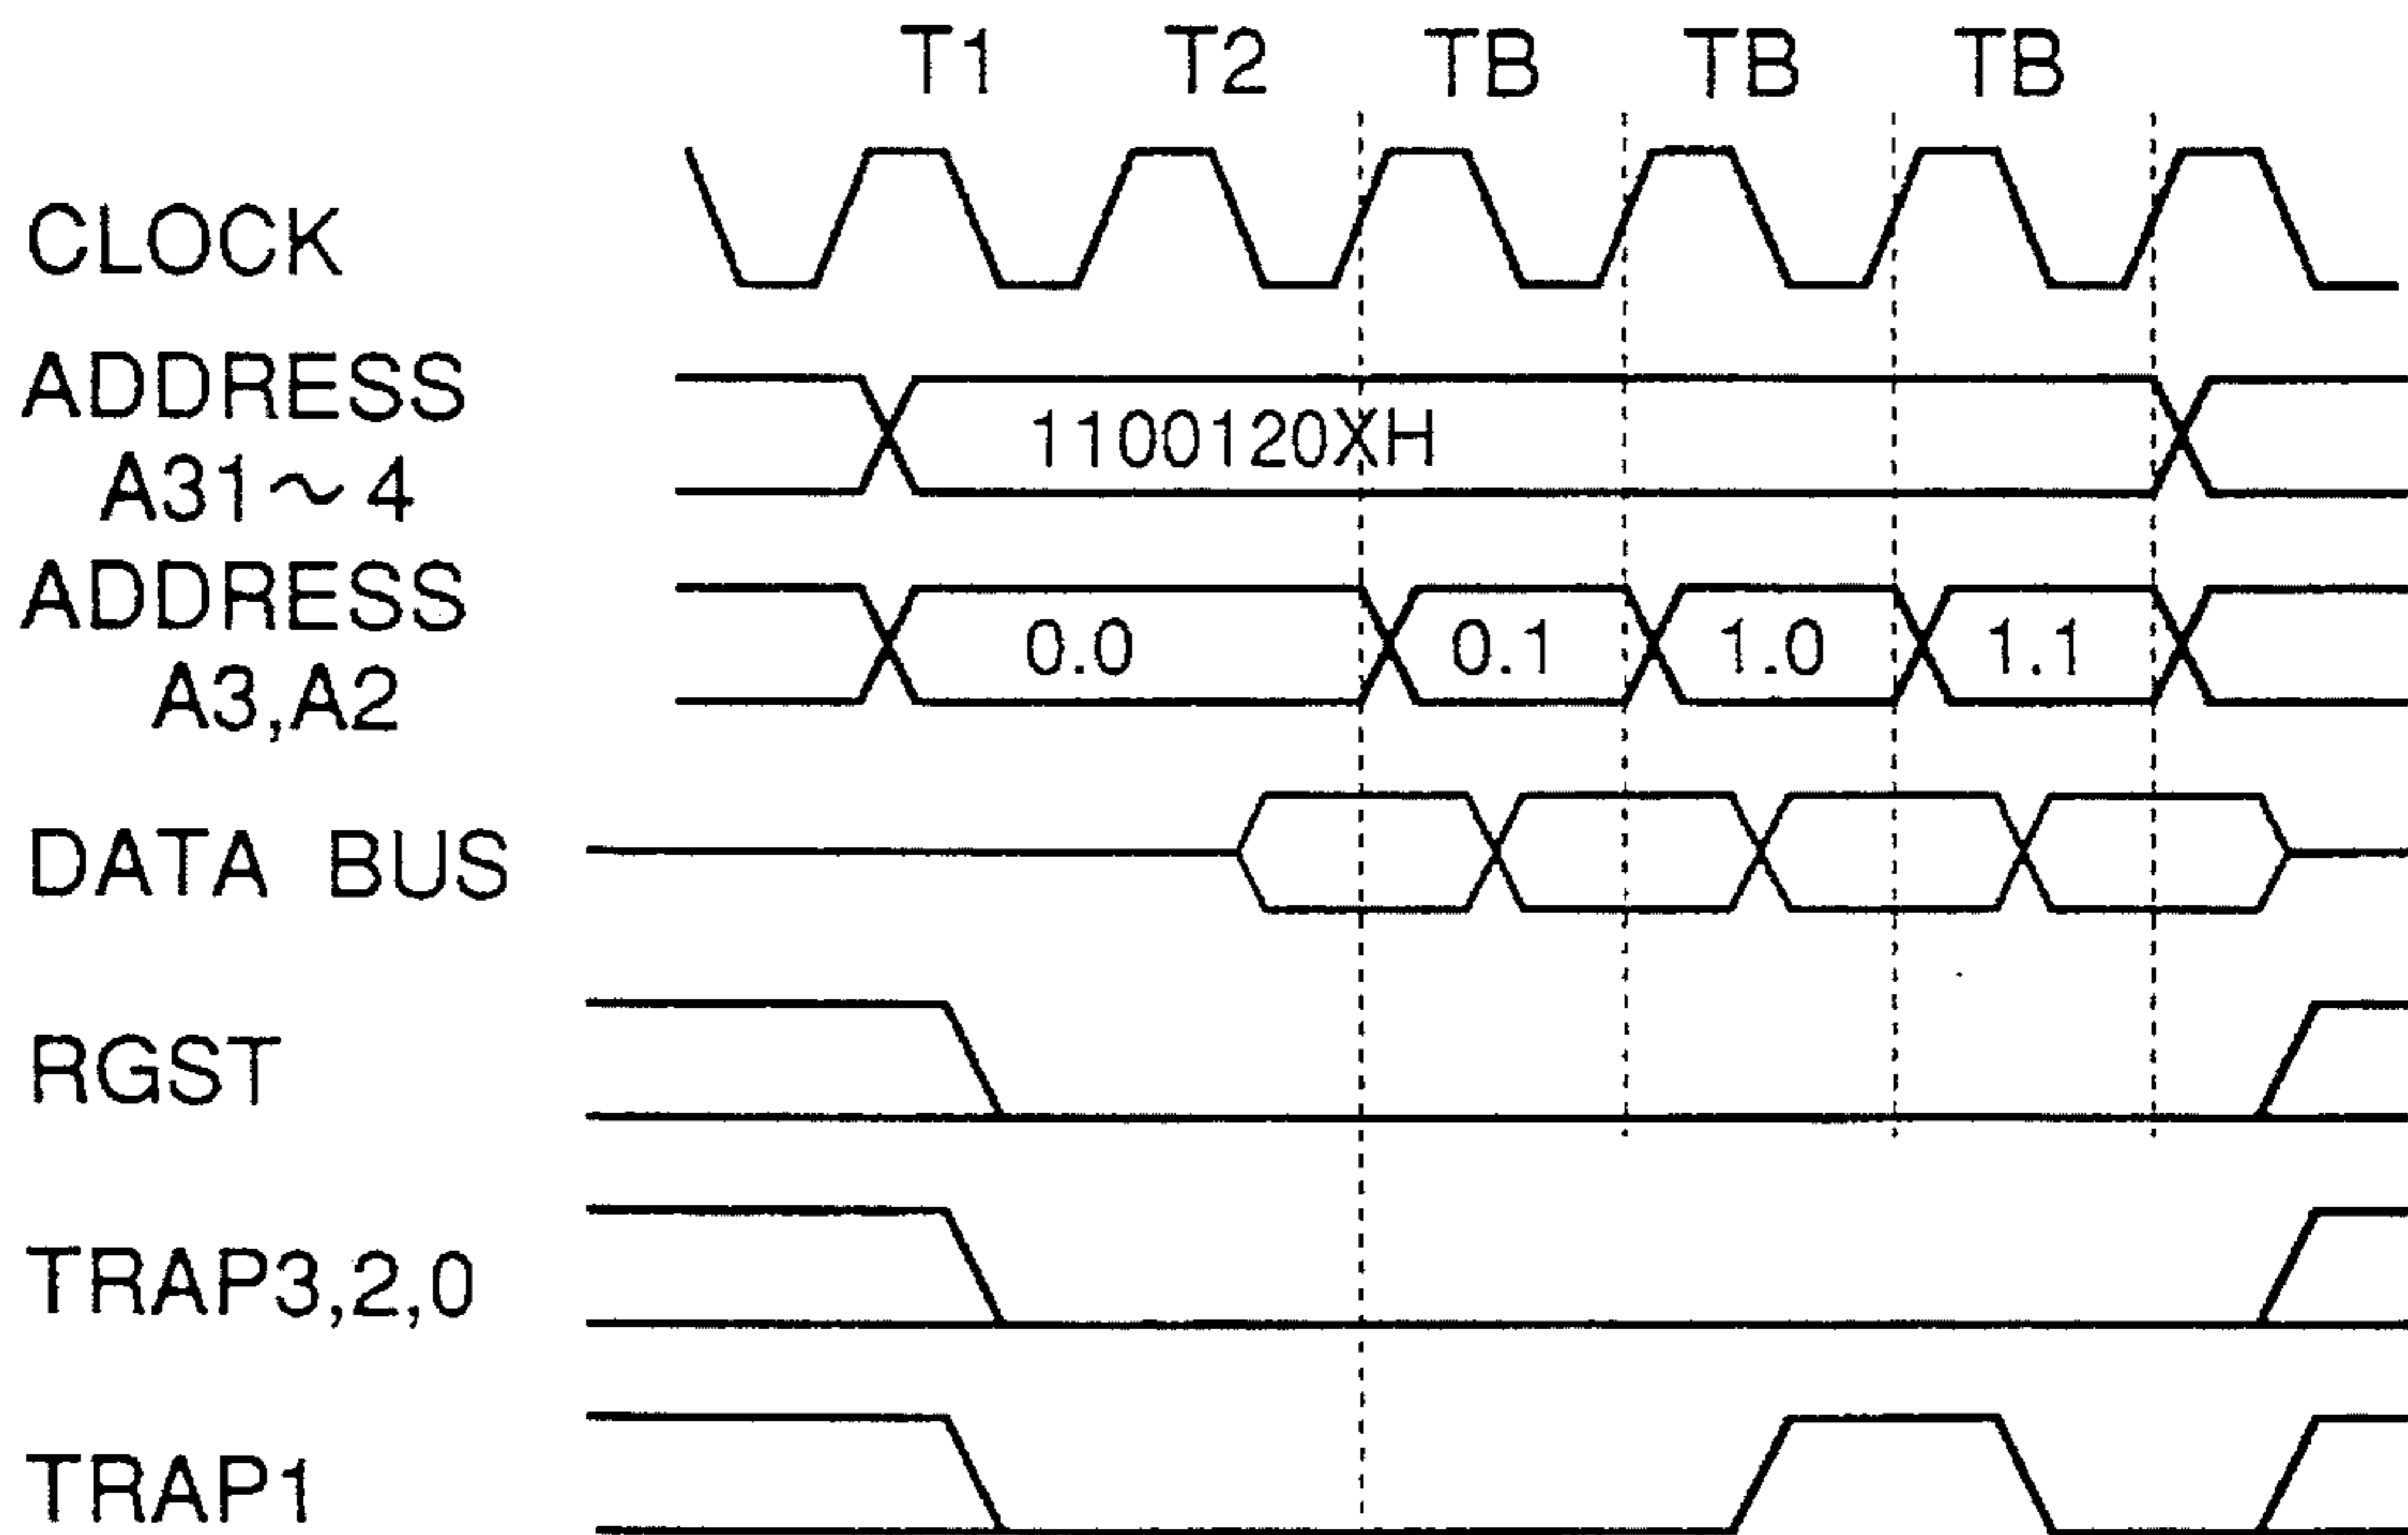 T1 T2 TB TB TB
CLOCK
ADDRESS
A31～4
1100120XH
ADDRESS
A3,A2
0.0 0.1 1.0 1.1
DATA BUS
RGST
TRAP3,2,0
TRAP1